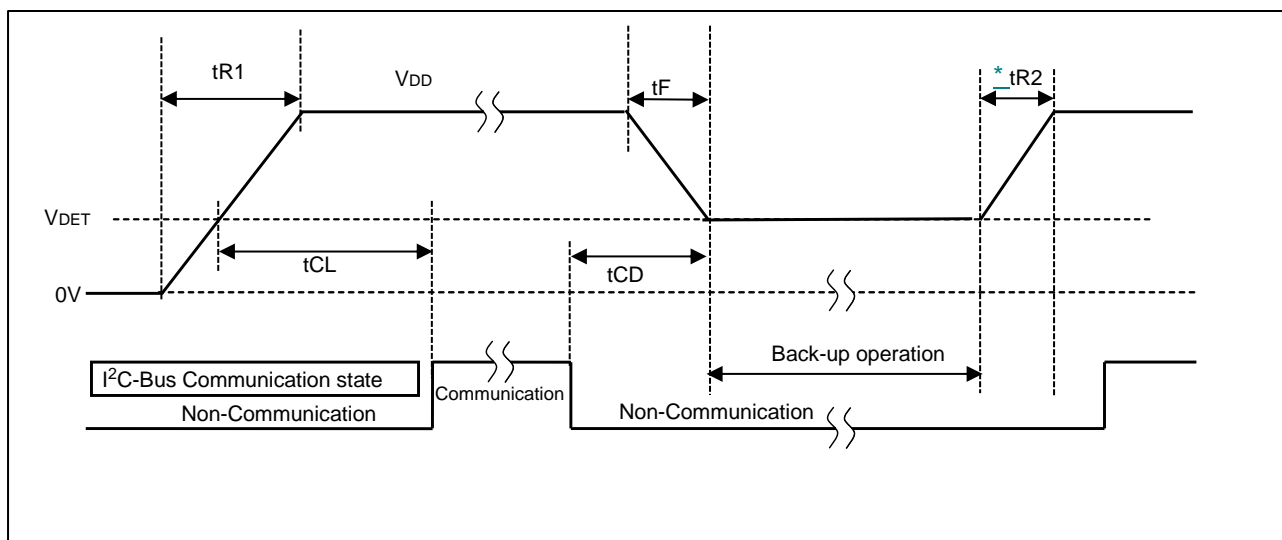 tR1
VDD
tF
* tR2
VDET
tCL
tCD
0V
Back-up operation
I²C-Bus Communication state
Communication
Non-Communication
Non-Communication